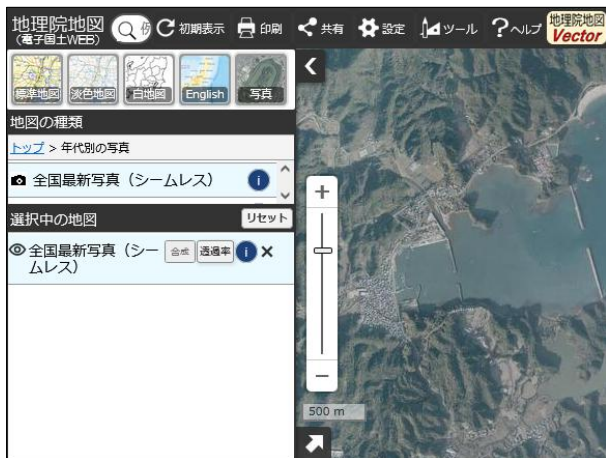 地理院地図
(電子国土WEB)
例
初期表示
印刷
共有
設定
ツール
?ヘルプ
地理院地図
Vector
標準地図
淡色地図
白地図
English
写真
地図の種類
トップ > 年代別の写真
全国最新写真（シームレス）
i
選択中の地図
リセット
全国最新写真（シー
ムレス）
合成
透過率
i
+
−
500 m